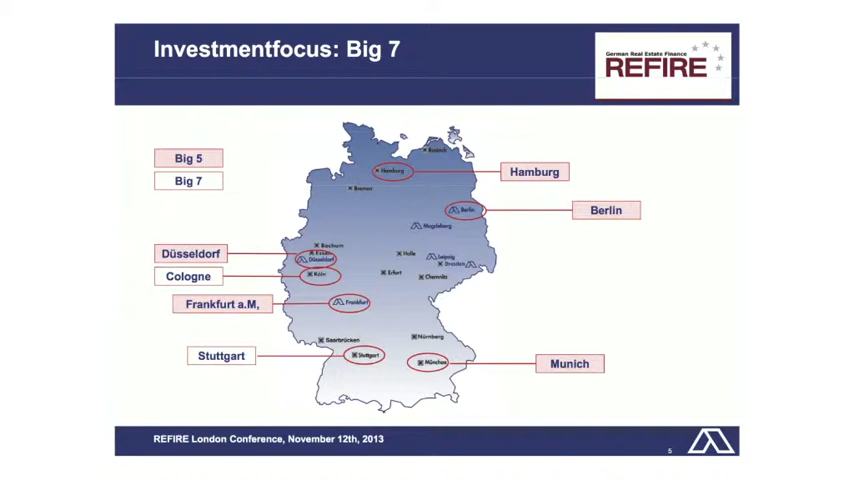 Investmentfocus: Big 7
German Real Estate Finance
REFIRE
Big 5
Big 7
Rostock
Hamburg
Hamburg
Bremen
Berlin
Berlin
Magdeburg
Bochum
Essen
Düsseldorf
Düsseldorf
Halle
Leipzig
Dresden
Cologne
Köln
Erfurt
Chemnitz
Frankfurt a.M,
Frankfurt
Saarbrücken
Nürnberg
Stuttgart
Stuttgart
München
Munich
REFIRE London Conference, November 12th, 2013
5